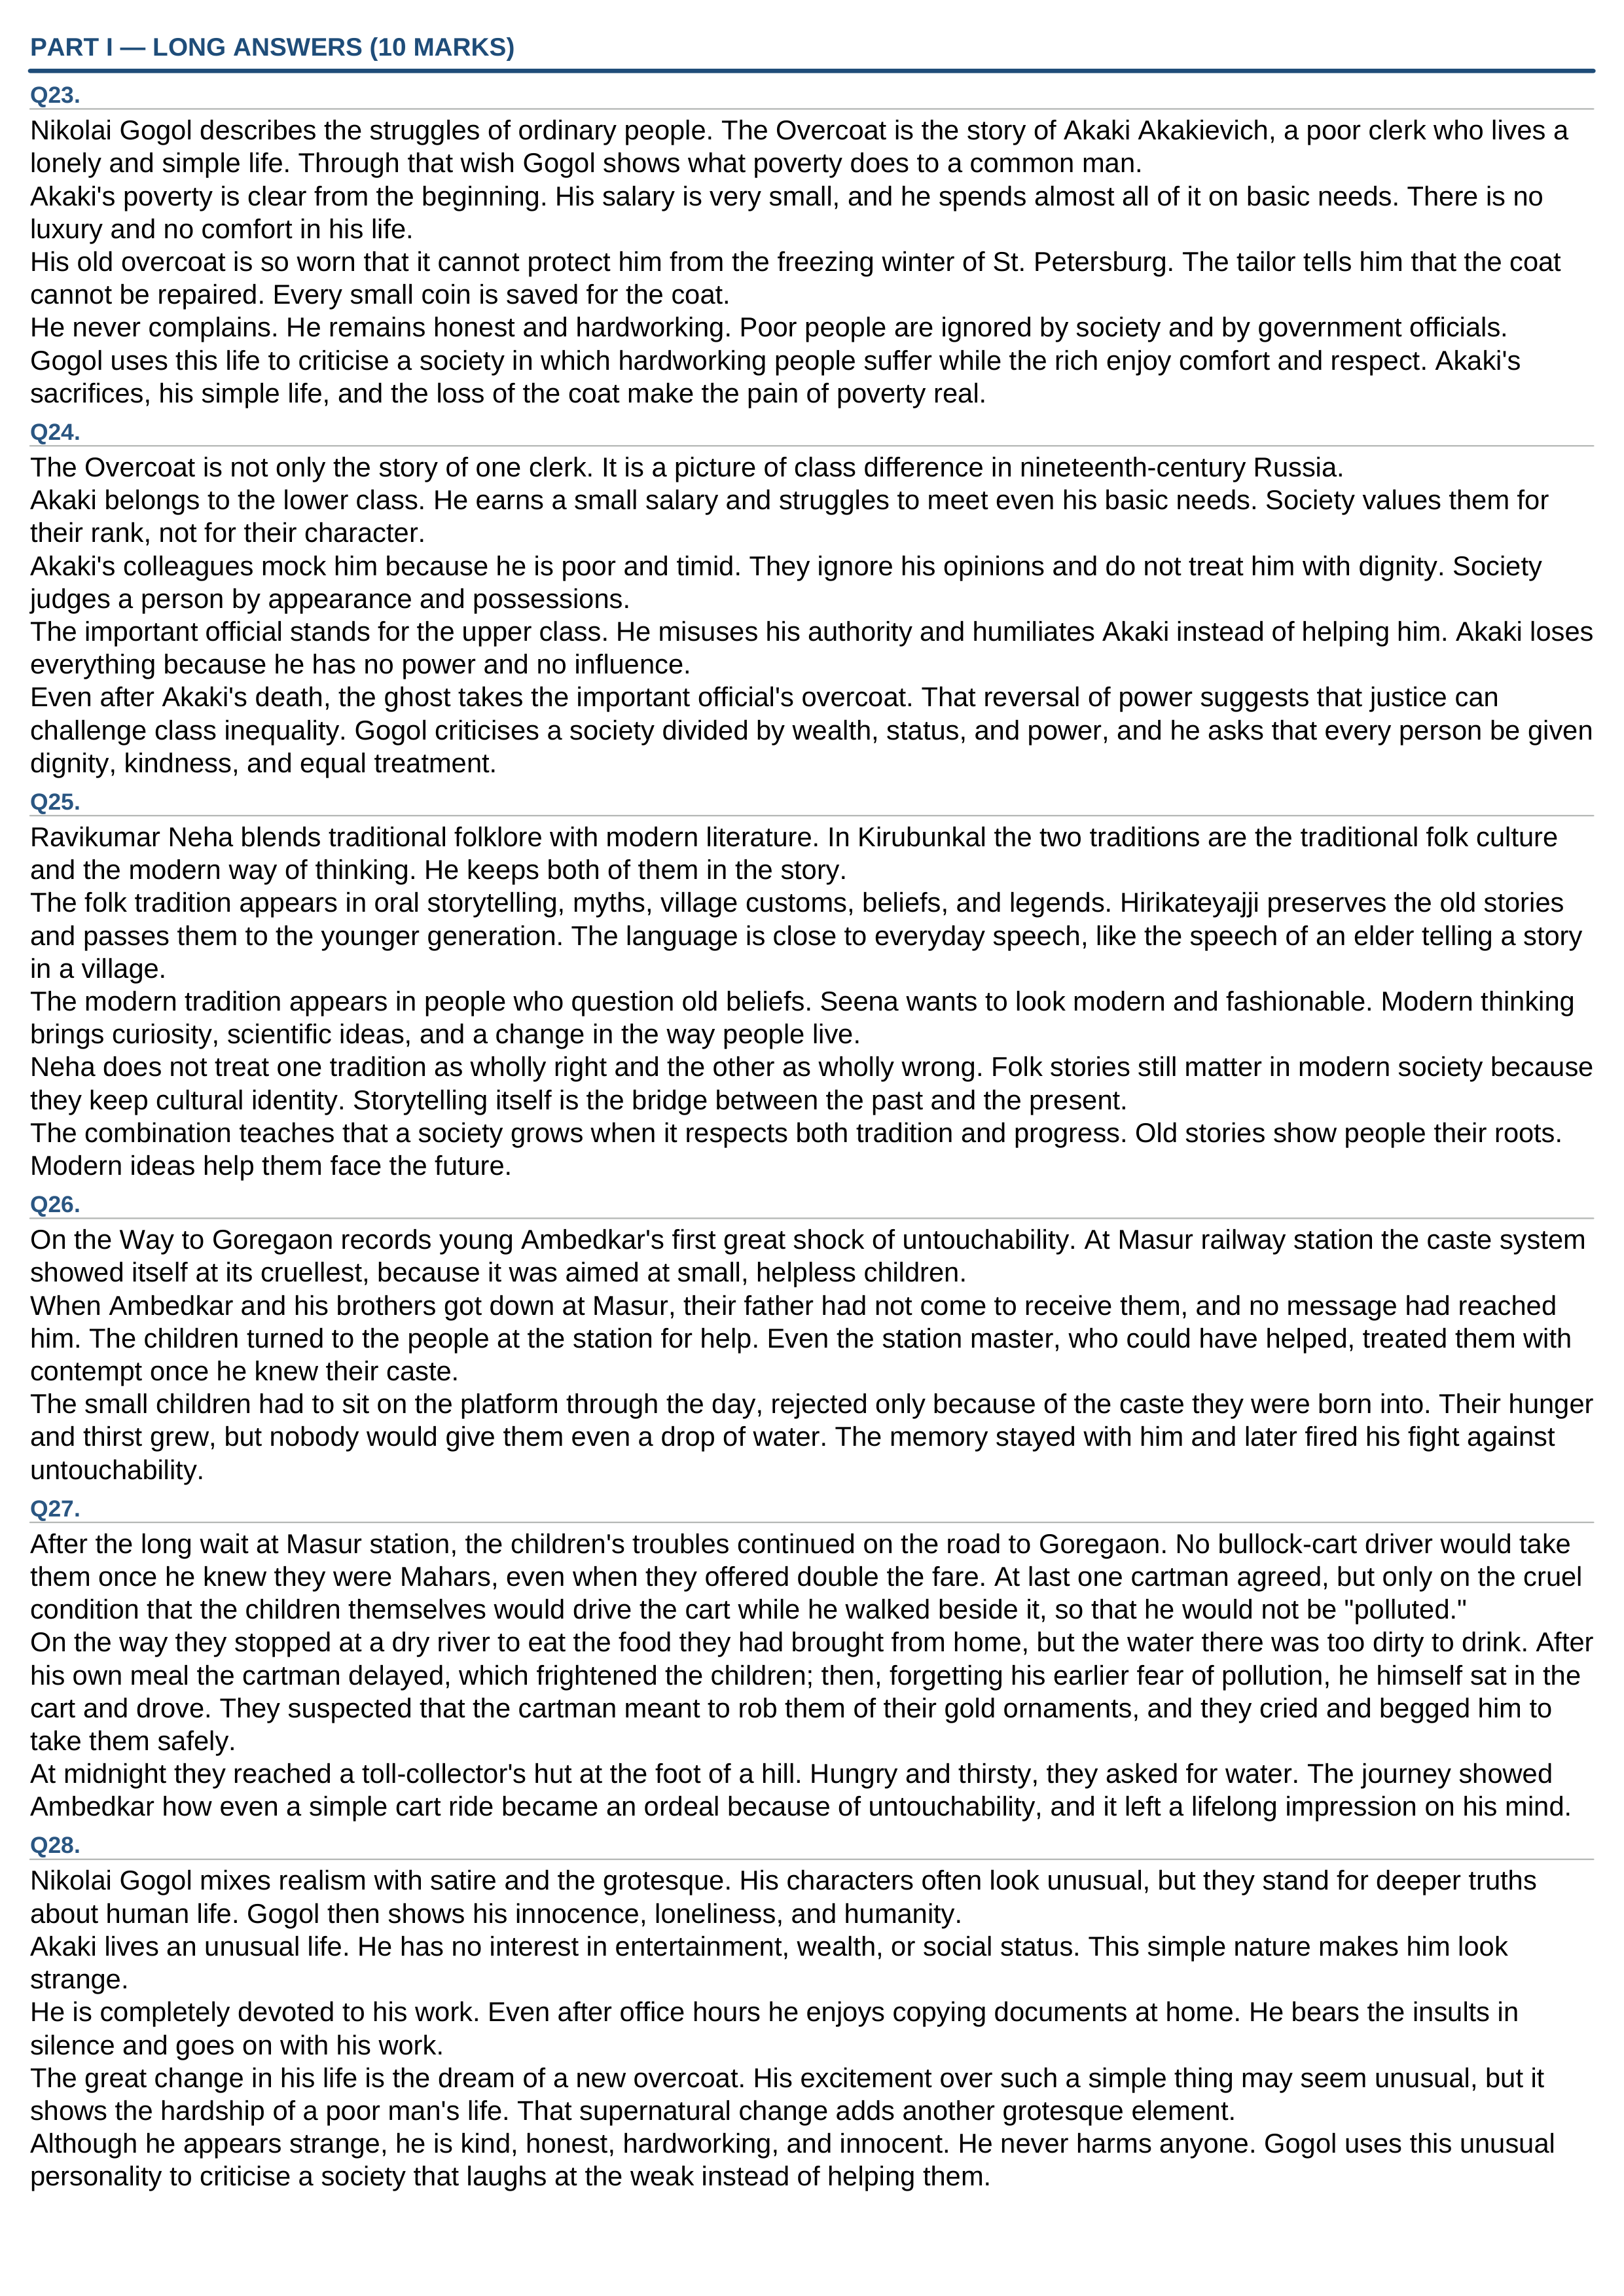 PART I — LONG ANSWERS (10 MARKS)
Q23.
Nikolai Gogol describes the struggles of ordinary people. The Overcoat is the story of Akaki Akakievich, a poor clerk who lives a
lonely and simple life. Through that wish Gogol shows what poverty does to a common man.
Akaki's poverty is clear from the beginning. His salary is very small, and he spends almost all of it on basic needs. There is no
luxury and no comfort in his life.
His old overcoat is so worn that it cannot protect him from the freezing winter of St. Petersburg. The tailor tells him that the coat
cannot be repaired. Every small coin is saved for the coat.
He never complains. He remains honest and hardworking. Poor people are ignored by society and by government officials.
Gogol uses this life to criticise a society in which hardworking people suffer while the rich enjoy comfort and respect. Akaki's
sacrifices, his simple life, and the loss of the coat make the pain of poverty real.
Q24.
The Overcoat is not only the story of one clerk. It is a picture of class difference in nineteenth-century Russia.
Akaki belongs to the lower class. He earns a small salary and struggles to meet even his basic needs. Society values them for
their rank, not for their character.
Akaki's colleagues mock him because he is poor and timid. They ignore his opinions and do not treat him with dignity. Society
judges a person by appearance and possessions.
The important official stands for the upper class. He misuses his authority and humiliates Akaki instead of helping him. Akaki loses
everything because he has no power and no influence.
Even after Akaki's death, the ghost takes the important official's overcoat. That reversal of power suggests that justice can
challenge class inequality. Gogol criticises a society divided by wealth, status, and power, and he asks that every person be given
dignity, kindness, and equal treatment.
Q25.
Ravikumar Neha blends traditional folklore with modern literature. In Kirubunkal the two traditions are the traditional folk culture
and the modern way of thinking. He keeps both of them in the story.
The folk tradition appears in oral storytelling, myths, village customs, beliefs, and legends. Hirikateyajji preserves the old stories
and passes them to the younger generation. The language is close to everyday speech, like the speech of an elder telling a story
in a village.
The modern tradition appears in people who question old beliefs. Seena wants to look modern and fashionable. Modern thinking
brings curiosity, scientific ideas, and a change in the way people live.
Neha does not treat one tradition as wholly right and the other as wholly wrong. Folk stories still matter in modern society because
they keep cultural identity. Storytelling itself is the bridge between the past and the present.
The combination teaches that a society grows when it respects both tradition and progress. Old stories show people their roots.
Modern ideas help them face the future.
Q26.
On the Way to Goregaon records young Ambedkar's first great shock of untouchability. At Masur railway station the caste system
showed itself at its cruellest, because it was aimed at small, helpless children.
When Ambedkar and his brothers got down at Masur, their father had not come to receive them, and no message had reached
him. The children turned to the people at the station for help. Even the station master, who could have helped, treated them with
contempt once he knew their caste.
The small children had to sit on the platform through the day, rejected only because of the caste they were born into. Their hunger
and thirst grew, but nobody would give them even a drop of water. The memory stayed with him and later fired his fight against
untouchability.
Q27.
After the long wait at Masur station, the children's troubles continued on the road to Goregaon. No bullock-cart driver would take
them once he knew they were Mahars, even when they offered double the fare. At last one cartman agreed, but only on the cruel
condition that the children themselves would drive the cart while he walked beside it, so that he would not be "polluted."
On the way they stopped at a dry river to eat the food they had brought from home, but the water there was too dirty to drink. After
his own meal the cartman delayed, which frightened the children; then, forgetting his earlier fear of pollution, he himself sat in the
cart and drove. They suspected that the cartman meant to rob them of their gold ornaments, and they cried and begged him to
take them safely.
At midnight they reached a toll-collector's hut at the foot of a hill. Hungry and thirsty, they asked for water. The journey showed
Ambedkar how even a simple cart ride became an ordeal because of untouchability, and it left a lifelong impression on his mind.
Q28.
Nikolai Gogol mixes realism with satire and the grotesque. His characters often look unusual, but they stand for deeper truths
about human life. Gogol then shows his innocence, loneliness, and humanity.
Akaki lives an unusual life. He has no interest in entertainment, wealth, or social status. This simple nature makes him look
strange.
He is completely devoted to his work. Even after office hours he enjoys copying documents at home. He bears the insults in
silence and goes on with his work.
The great change in his life is the dream of a new overcoat. His excitement over such a simple thing may seem unusual, but it
shows the hardship of a poor man's life. That supernatural change adds another grotesque element.
Although he appears strange, he is kind, honest, hardworking, and innocent. He never harms anyone. Gogol uses this unusual
personality to criticise a society that laughs at the weak instead of helping them.